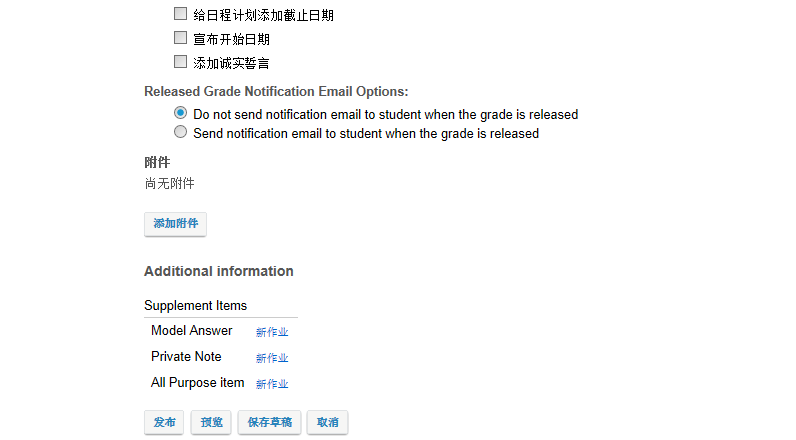 给日程计划添加截止日期
宣布开始日期
添加诚实誓言
Released Grade Notification Email Options:
Do not send notification email to student when the grade is released
Send notification email to student when the grade is released
附件
尚无附件
添加附件
Additional information
Supplement Items
Model Answer 新作业
Private Note 新作业
All Purpose item 新作业
发布 预览 保存草稿 取消